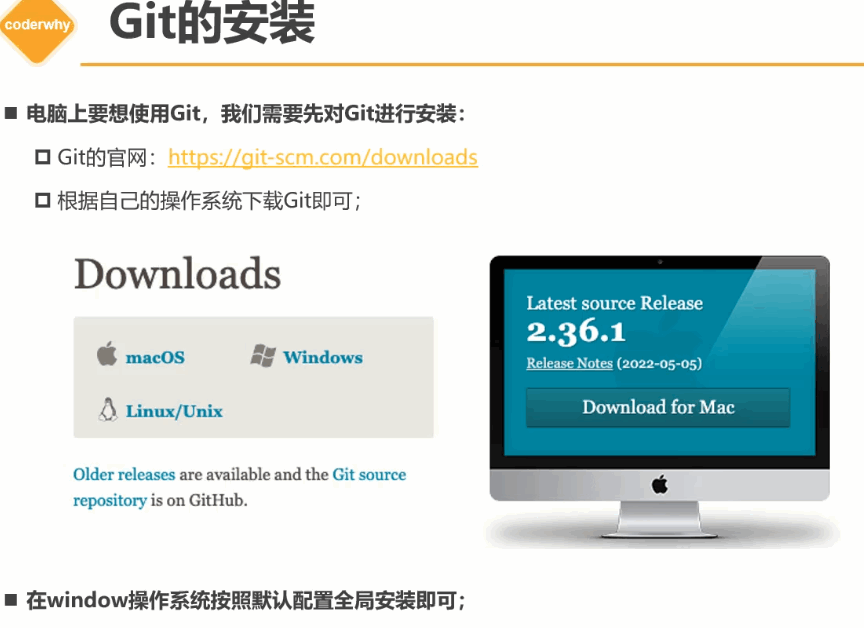 coderwhy
Git的安装
电脑上要想使用Git，我们需要先对Git进行安装：
Git的官网：https://git-scm.com/downloads
根据自己的操作系统下载Git即可；
Downloads
macOS
Windows
Linux/Unix
Older releases are available and the Git source
repository is on GitHub.
Latest source Release
2.36.1
Release Notes (2022-05-05)
Download for Mac
在window操作系统按照默认配置全局安装即可；